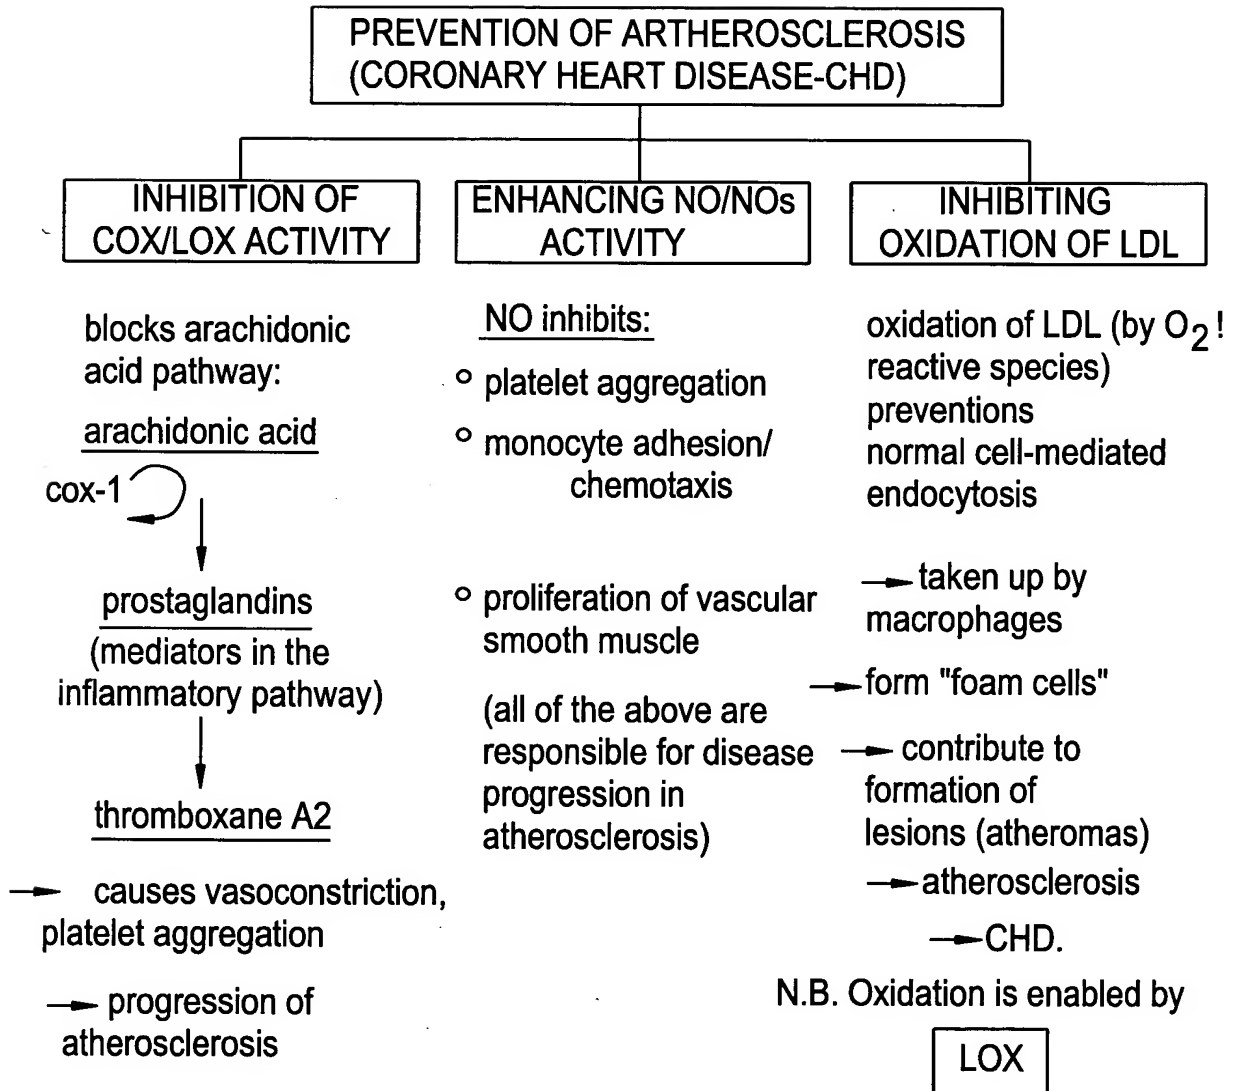 PREVENTION OF ARTHEROSCLEROSIS
(CORONARY HEART DISEASE-CHD)
INHIBITION OF
COX/LOX ACTIVITY
blocks arachidonic
acid pathway:
arachidonic acid
cox-1
prostaglandins
(mediators in the
inflammatory pathway)
thromboxane A2
→ causes vasoconstriction,
platelet aggregation
→ progression of
atherosclerosis
ENHANCING NO/NOs
ACTIVITY
NO inhibits:
° platelet aggregation
° monocyte adhesion/
chemotaxis
° proliferation of vascular
smooth muscle
(all of the above are
responsible for disease
progression in
atherosclerosis)
INHIBITING
OXIDATION OF LDL
oxidation of LDL (by O₂ !
reactive species)
preventions
normal cell-mediated
endocytosis
→ taken up by
macrophages
→ form "foam cells"
→ contribute to
formation of
lesions (atheromas)
→ atherosclerosis
→ CHD.
N.B. Oxidation is enabled by
LOX